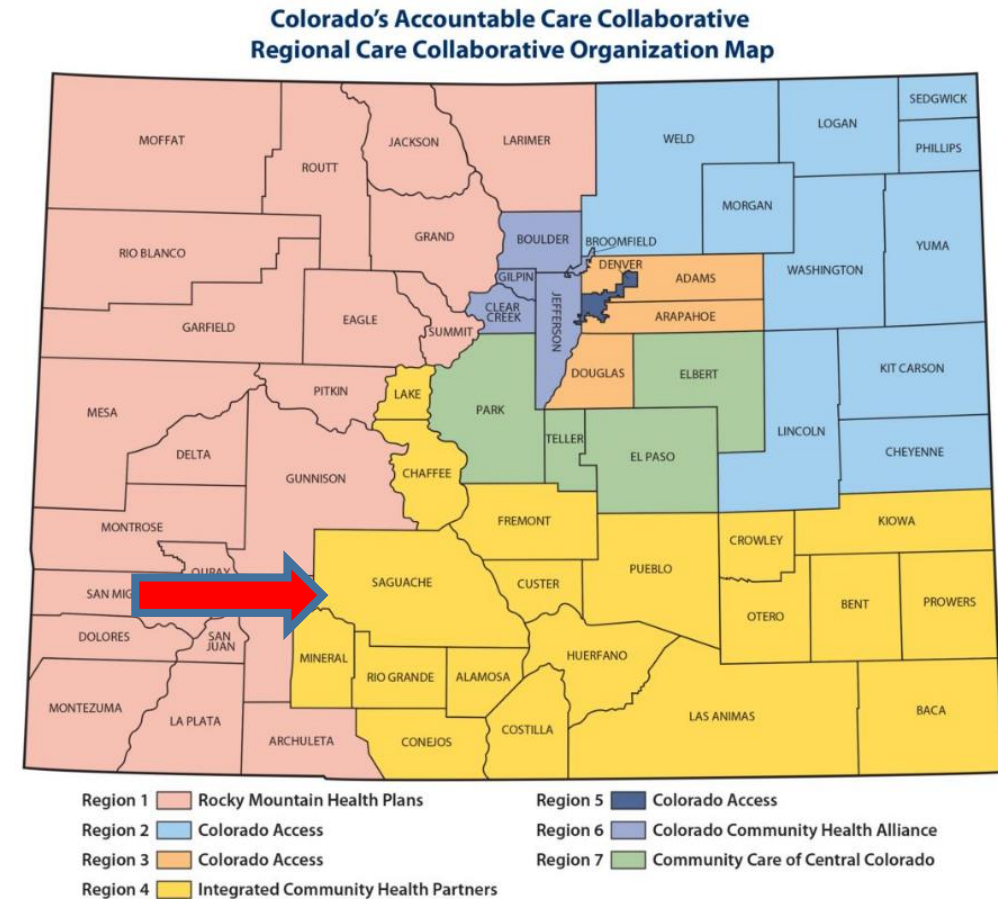 Colorado's Accountable Care Collaborative
Regional Care Collaborative Organization Map
SEDGWICK
LOGAN
MOFFAT
JACKSON
LARIMER
WELD
PHILLIPS
ROUTT
MORGAN
GRAND
BOULDER
BROOMFIELD
YUMA
RIO BLANCO
DENVER
WASHINGTON
GILPIN
ADAMS
CLEAR
CREEK
JEFFERSON
ARAPAHOE
EAGLE
GARFIELD
SUMMIT
KIT CARSON
DOUGLAS
ELBERT
PITKIN
LAKE
MESA
PARK
LINCOLN
TELLER
CHEYENNE
DELTA
EL PASO
CHAFFEE
GUNNISON
FREMONT
KIOWA
MONTROSE
CROWLEY
PUEBLO
OURAY
SAGUACHE
CUSTER
SAN MIG
BENT
PROWERS
OTERO
DOLORES
SAN
JUAN
HUERFANO
MINERAL
RIO GRANDE
ALAMOSA
MONTEZUMA
LA PLATA
LAS ANIMAS
BACA
COSTILLA
ARCHULETA
CONEJOS
Region 1 Rocky Mountain Health Plans
Region 2 Colorado Access
Region 3 Colorado Access
Region 4 Integrated Community Health Partners
Region 5 Colorado Access
Region 6 Colorado Community Health Alliance
Region 7 Community Care of Central Colorado